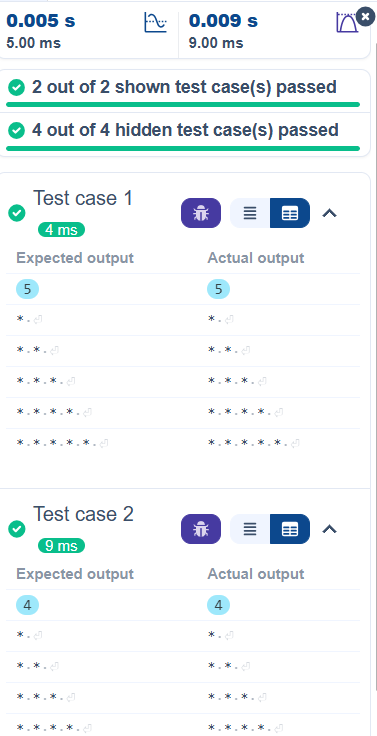 0.005 s 0.009 s
5.00 ms 9.00 ms
2 out of 2 shown test case(s) passed
4 out of 4 hidden test case(s) passed
Test case 1
4 ms
Expected output Actual output
5 5
*·⏎ *·⏎
*·*·⏎ *·*·⏎
*·*·*·⏎ *·*·*·⏎
*·*·*·*·⏎ *·*·*·*·⏎
*·*·*·*·*·⏎ *·*·*·*·*·⏎
Test case 2
9 ms
Expected output Actual output
4 4
*·⏎ *·⏎
*·*·⏎ *·*·⏎
*·*·*·⏎ *·*·*·⏎
*·*·*·*·⏎ *·*·*·*·⏎